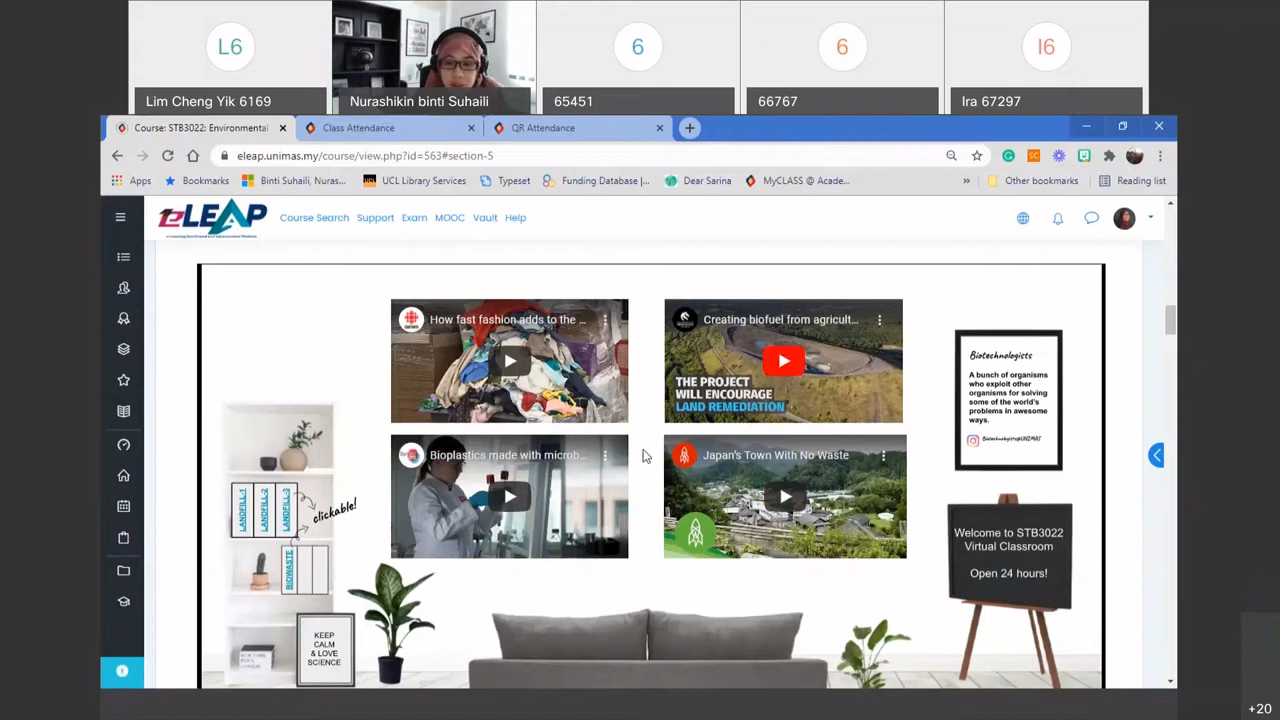 L6
6
6
I6
Lim Cheng Yik 6169
Nurashikin binti Suhaili
65451
66767
Ira 67297
Course: STB3022: Environmental
Class Attendance
QR Attendance
eleap.unimas.my/course/view.php?id=563#section-5
Apps
Bookmarks
Binti Suhaili, Nuras...
UCL Library Services
Typeset
Funding Database |...
Dear Sarina
MyCLASS @ Acade...
Other bookmarks
Reading list
eLEAP
Course Search
Support
Exam
MOOC
Vault
Help
How fast fashion adds to the ...
Creating biofuel from agricult...
THE PROJECT
WILL ENCOURAGE
LAND REMEDIATION
Bioplastics made with microb...
Japan's Town With No Waste
Biotechnologists
A bunch of organisms
who exploit other
organisms for solving
some of the world's
problems in awesome
ways.
Biotechnologists@UNIMAS
LANDFILL-1
LANDFILL-2
LANDFILL-3
clickable!
BIOWASTE
Welcome to STB3022
Virtual Classroom
Open 24 hours!
KEEP
CALM
& LOVE
SCIENCE
+20